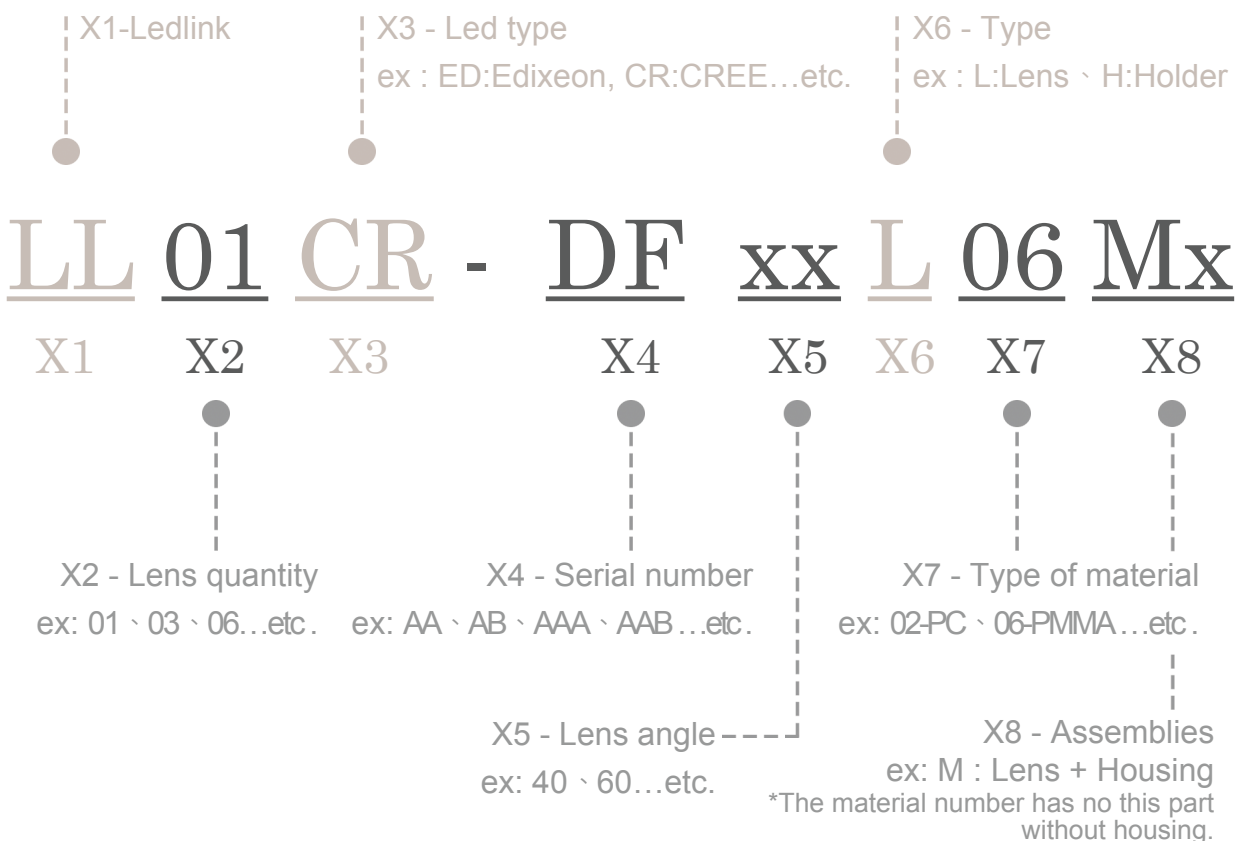 X1-Ledlink
X3 - Led type
ex : ED:Edixeon, CR:CREE…etc.
X6 - Type
ex : L:Lens、H:Holder
LL 01 CR - DF xx L 06 Mx
X1 X2 X3 X4 X5 X6 X7 X8
X2 - Lens quantity
ex: 01、03、06…etc.
X4 - Serial number
ex: AA、AB、AAA、AAB…etc.
X7 - Type of material
ex: 02-PC、06-PMMA…etc.
X5 - Lens angle
ex: 40、60…etc.
X8 - Assemblies
ex: M : Lens + Housing
*The material number has no this part
without housing.